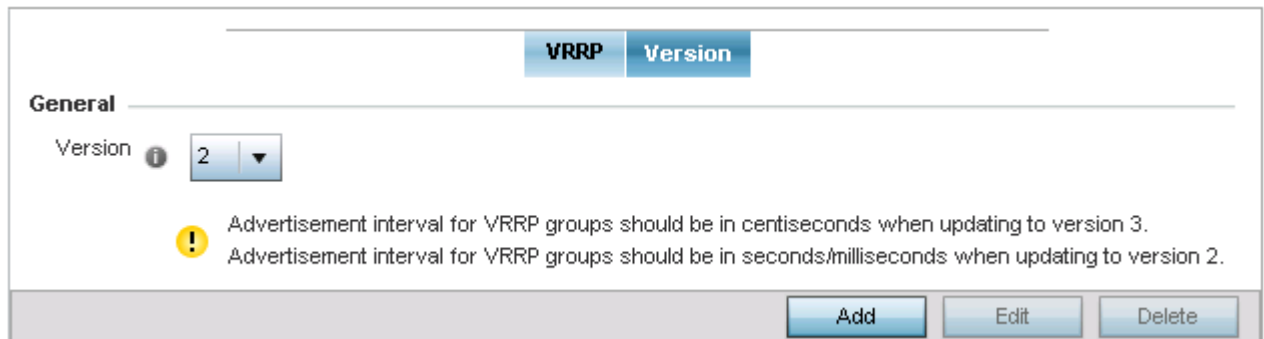 VRRP Version
General
Version 2
Advertisement interval for VRRP groups should be in centiseconds when updating to version 3.
Advertisement interval for VRRP groups should be in seconds/milliseconds when updating to version 2.
Add Edit Delete